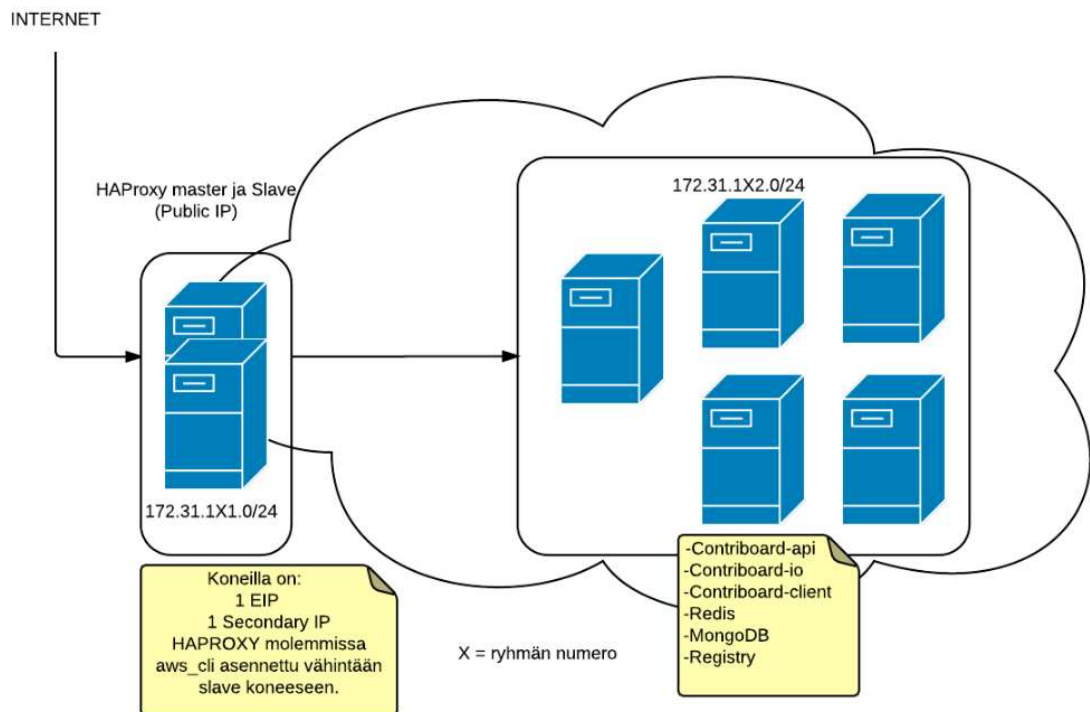 INTERNET
HAProxy master ja Slave
(Public IP)
172.31.1X2.0/24
172.31.1X1.0/24
Koneilla on:
1 EIP
1 Secondary IP
HAPROXY molemmissa
aws_cli asennettu vähintään
slave koneeseen.
X = ryhmän numero
-Contriboard-api
-Contriboard-io
-Contriboard-client
-Redis
-MongoDB
-Registry